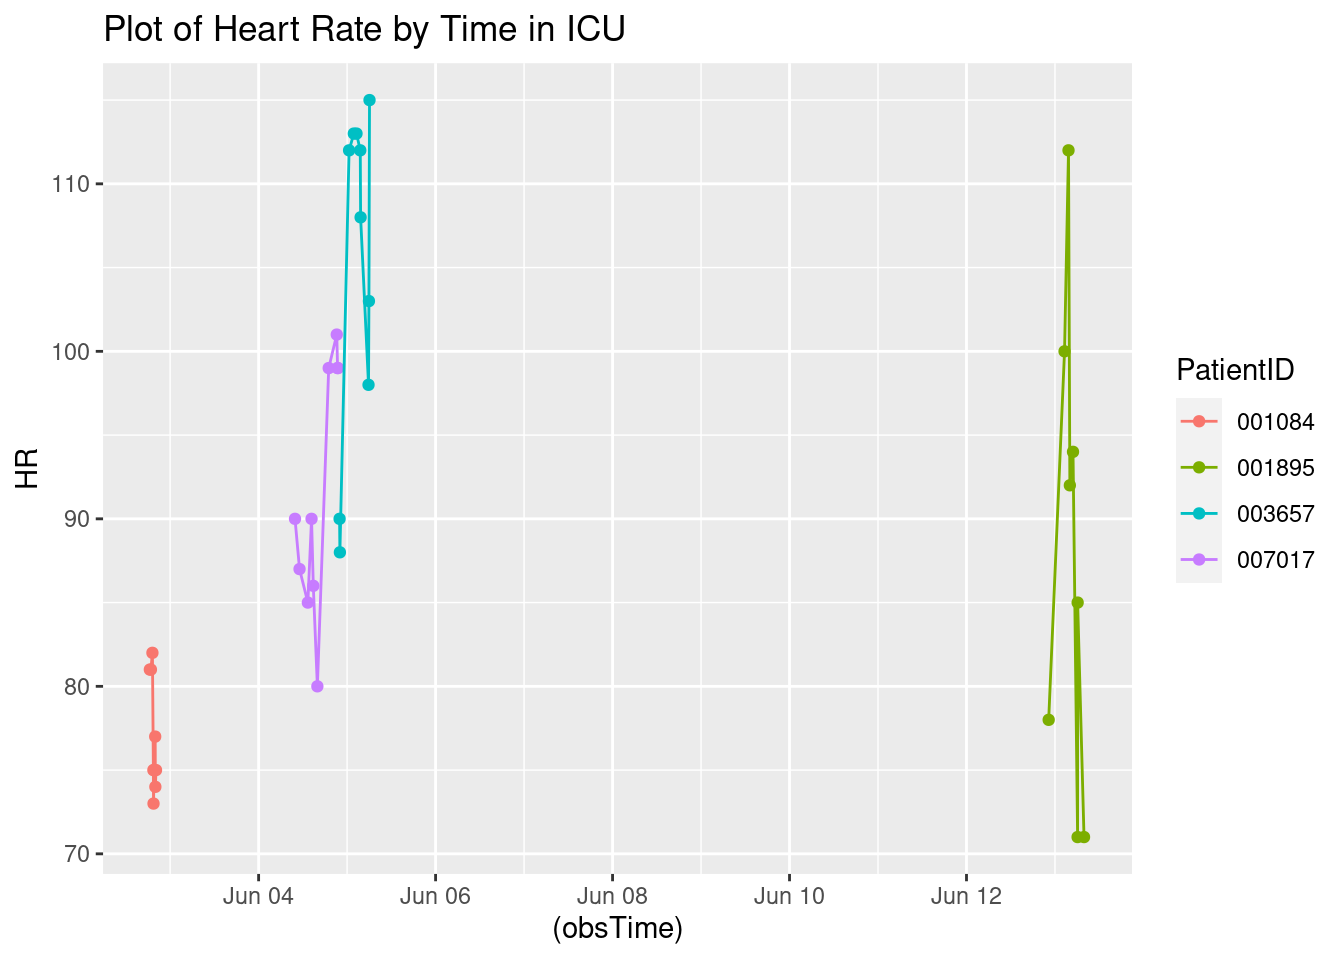 Plot of Heart Rate by Time in ICU
110
100
90
80
70
HR
Jun 04 Jun 06 Jun 08 Jun 10 Jun 12
(obsTime)
PatientID
001084
001895
003657
007017